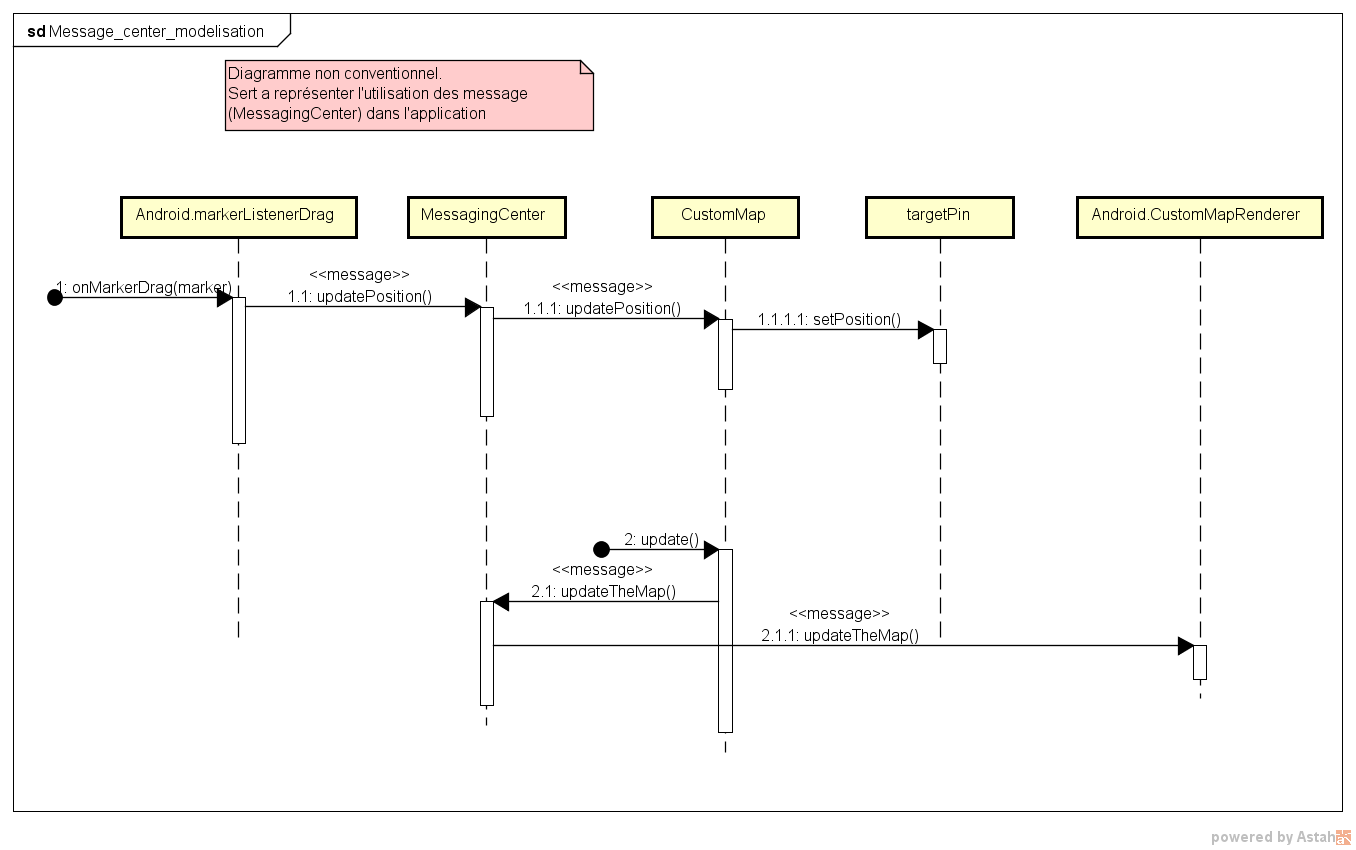 sd Message_center_modelisation
Diagramme non conventionnel.
Sert a représenter l'utilisation des message
(MessagingCenter) dans l'application
Android.markerListenerDrag
MessagingCenter
CustomMap
targetPin
Android.CustomMapRenderer
1: onMarkerDrag(marker)
<<message>>
1.1: updatePosition()
<<message>>
1.1.1: updatePosition()
1.1.1.1: setPosition()
2: update()
<<message>>
2.1: updateTheMap()
<<message>>
2.1.1: updateTheMap()
powered by Astah